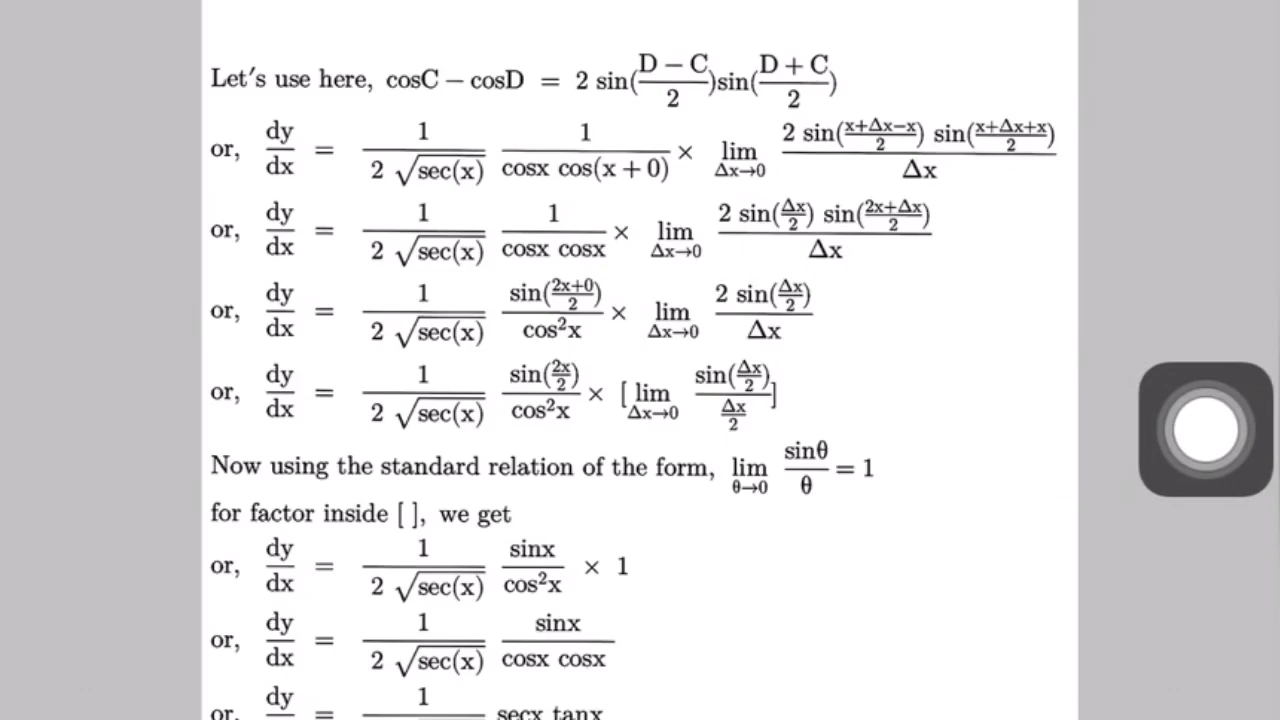 Let's use here, cosC − cosD = 2 sin((D − C)/2)sin((D + C)/2)
or, dy/dx = 1/(2 √sec(x)) 1/(cosx cos(x + 0)) × lim Δx→0 (2 sin((x+Δx−x)/2) sin((x+Δx+x)/2))/Δx
or, dy/dx = 1/(2 √sec(x)) 1/(cosx cosx) × lim Δx→0 (2 sin(Δx/2) sin((2x+Δx)/2))/Δx
or, dy/dx = 1/(2 √sec(x)) sin((2x+0)/2)/cos²x × lim Δx→0 (2 sin(Δx/2))/Δx
or, dy/dx = 1/(2 √sec(x)) sin(2x/2)/cos²x × [lim Δx→0 sin(Δx/2)/(Δx/2)]
Now using the standard relation of the form, lim θ→0 sinθ/θ = 1
for factor inside [ ], we get
or, dy/dx = 1/(2 √sec(x)) sinx/cos²x × 1
or, dy/dx = 1/(2 √sec(x)) sinx/(cosx cosx)
or, dy = 1 secx tanx